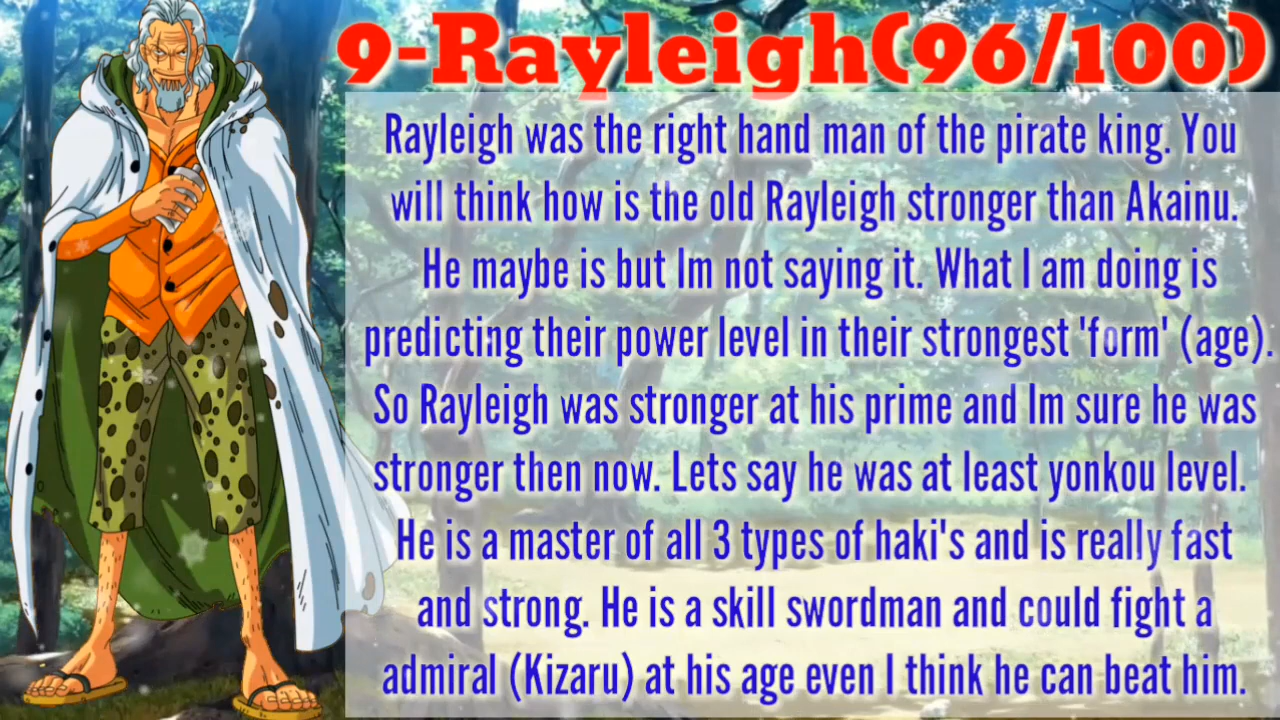 9-Rayleigh(96/100)
Rayleigh was the right hand man of the pirate king. You
will think how is the old Rayleigh stronger than Akainu.
He maybe is but Im not saying it. What I am doing is
predicting their power level in their strongest 'form' (age).
So Rayleigh was stronger at his prime and Im sure he was
stronger then now. Lets say he was at least yonkou level.
He is a master of all 3 types of haki's and is really fast
and strong. He is a skill swordman and could fight a
admiral (Kizaru) at his age even I think he can beat him.